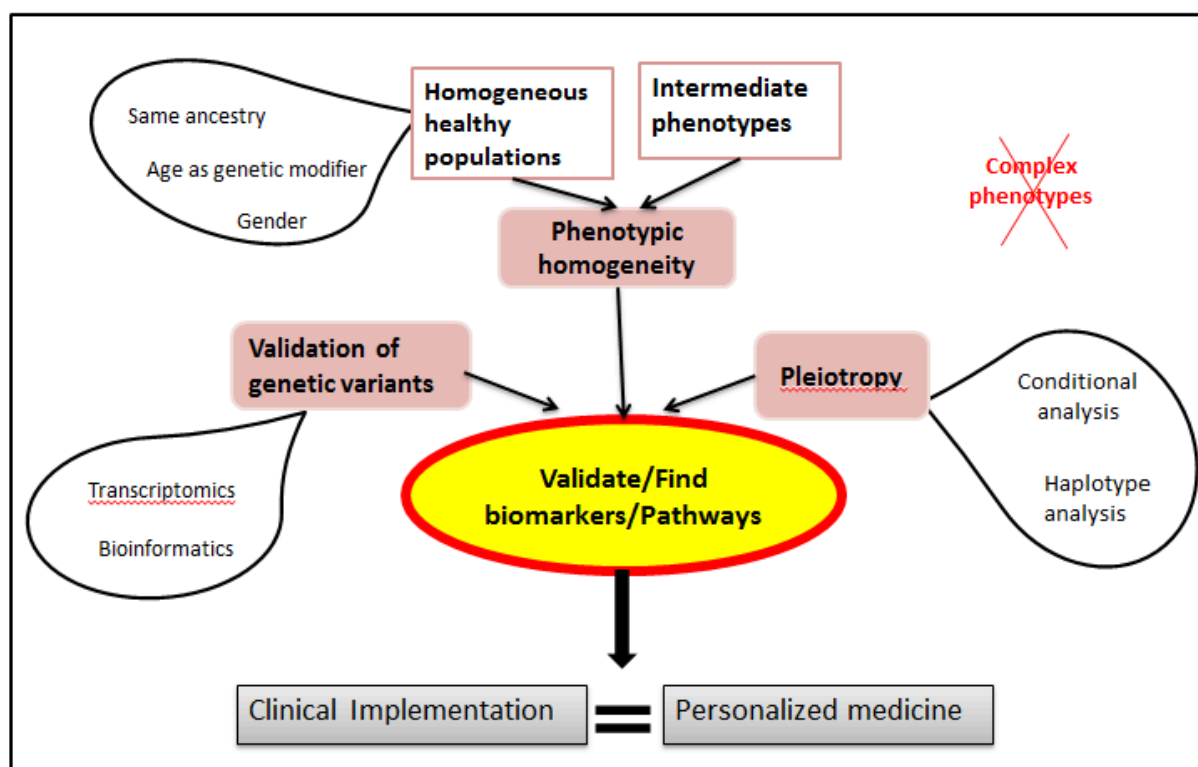 Same ancestry
Age as genetic modifier
Gender
Homogeneous
healthy
populations
Intermediate
phenotypes
Complex
phenotypes
Phenotypic
homogeneity
Validation of
genetic variants
Pleiotropy
Conditional
analysis
Haplotype
analysis
Transcriptomics
Bioinformatics
Validate/Find
biomarkers/Pathways
Clinical Implementation
=
Personalized medicine